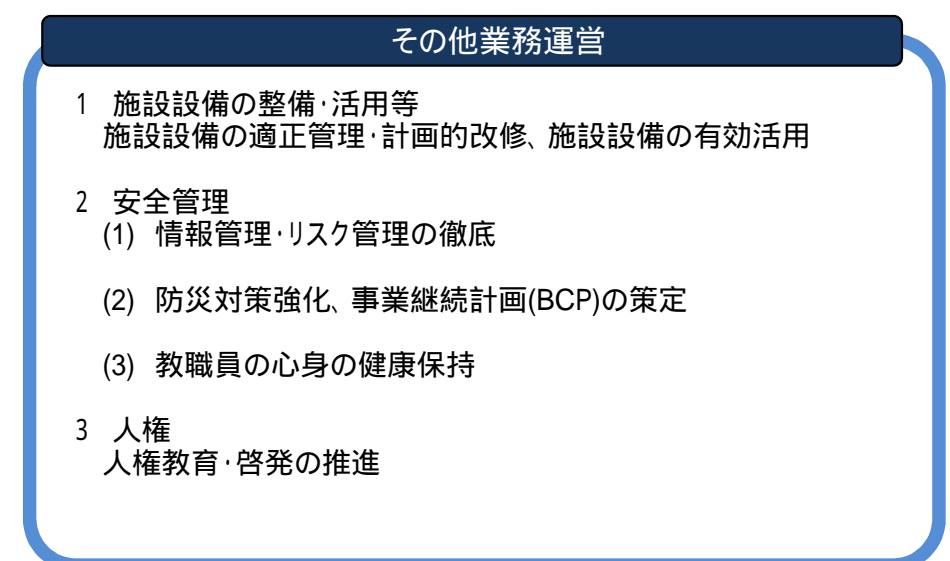 その他業務運営
1 施設設備の整備・活用等
施設設備の適正管理・計画的改修、施設設備の有効活用
2 安全管理
(1) 情報管理・リスク管理の徹底
(2) 防災対策強化、事業継続計画(BCP)の策定
(3) 教職員の心身の健康保持
3 人権
人権教育・啓発の推進